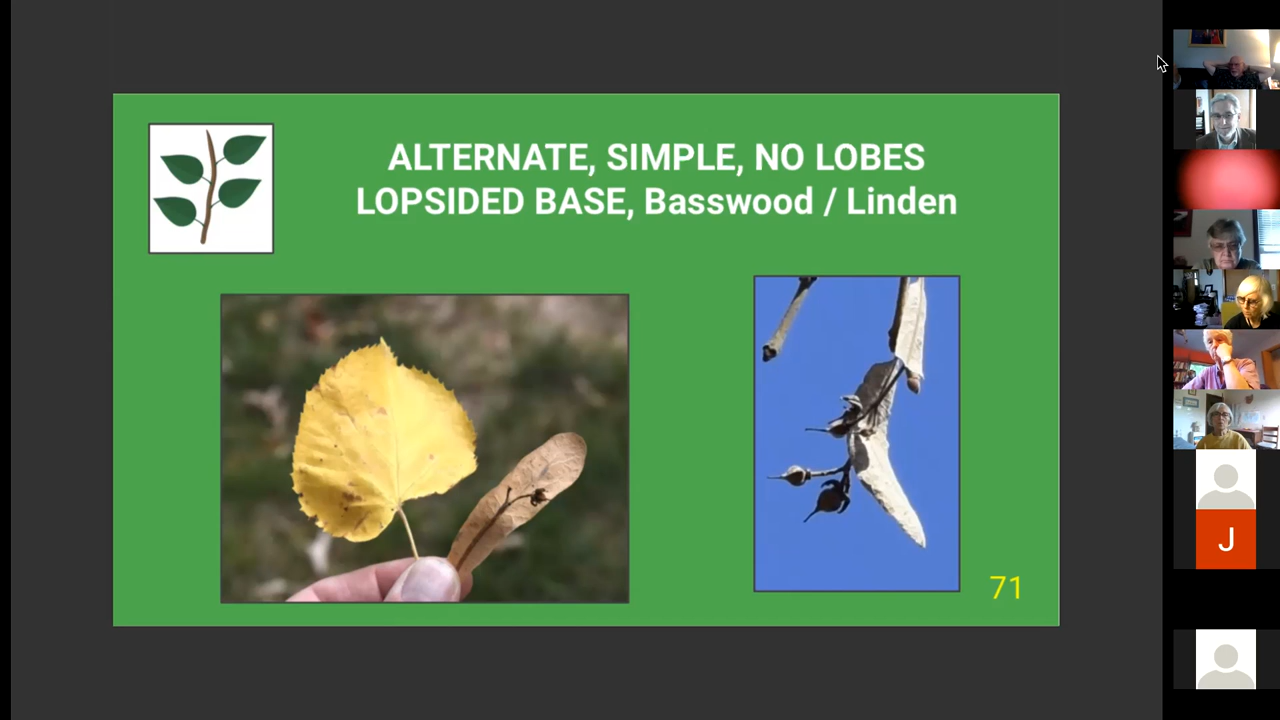 ALTERNATE, SIMPLE, NO LOBES
LOPSIDED BASE, Basswood / Linden
71
J